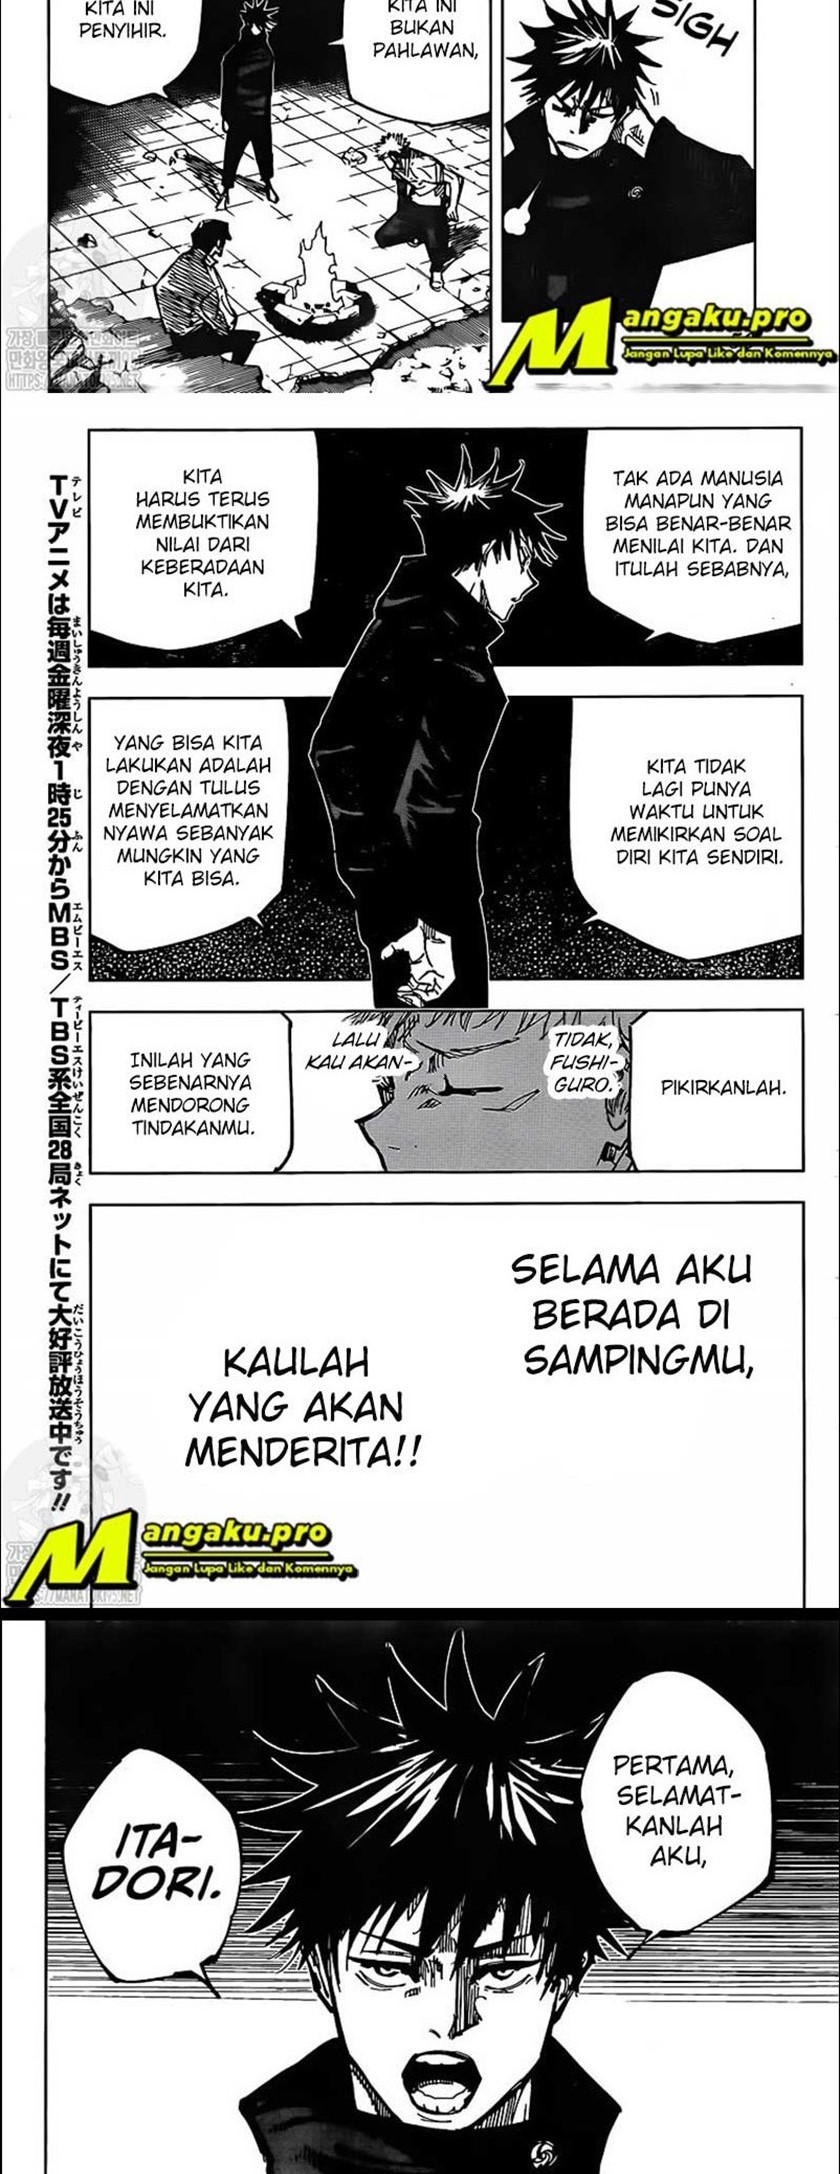 KITA INI
BUKAN
PAHLAWAN,
KITA INI
PENYIHIR.
SIGH
Mangaku.pro
Jangan Lupa Like dan Komennya
HTTPS://MANATOKI95.NET
TAK ADA MANUSIA
MANAPUN YANG
BISA BENAR-BENAR
MENILAI KITA. DAN
ITULAH SEBABNYA,
KITA
HARUS TERUS
MEMBUKTIKAN
NILAI DARI
KEBERADAAN
KITA.
KITA TIDAK
LAGI PUNYA
WAKTU UNTUK
MEMIKIRKAN SOAL
DIRI KITA SENDIRI.
YANG BISA KITA
LAKUKAN ADALAH
DENGAN TULUS
MENYELAMATKAN
NYAWA SEBANYAK
MUNGKIN YANG
KITA BISA.
PIKIRKANLAH.
TIDAK,
FUSHI-
GURO.
LALU
KAU AKAN-
INILAH YANG
SEBENARNYA
MENDORONG
TINDAKANMU.
SELAMA AKU
BERADA DI
SAMPINGMU,
KAULAH
YANG AKAN
MENDERITA!!
TVアニメは毎週金曜深夜1時25分からMBS/TBS系全国28局ネットにて大好評放送中です!!
Mangaku.pro
Jangan Lupa Like dan Komennya
PERTAMA,
SELAMAT-
KANLAH
AKU,
ITA-
DORI.